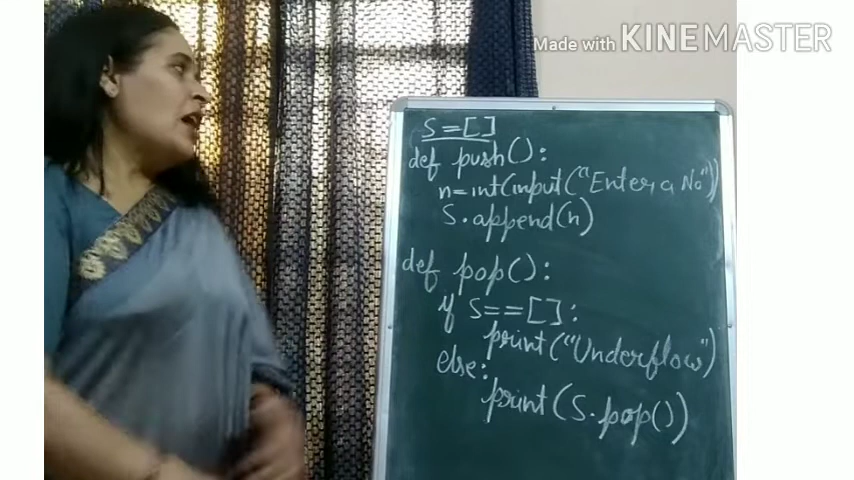 Made with KINEMASTER
S=[]
def push():
n=int(input("Enter a No"))
S.append(n)
def pop():
if S==[]:
print("Underflow")
else:
print(S.pop())